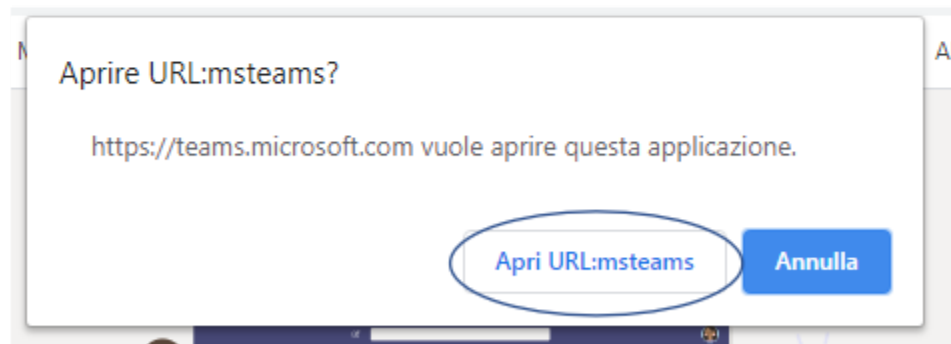 Aprire URL:msteams?
https://teams.microsoft.com vuole aprire questa applicazione.
Apri URL:msteams
Annulla